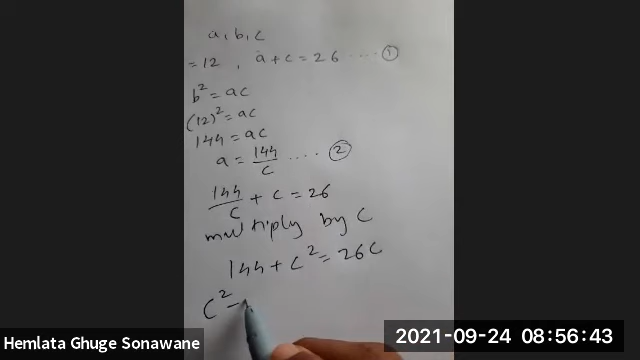 a, b, c
= 12 , a + c = 26 .... ①
b² = ac
(12)² = ac
144 = ac
a = 144/c .... ②
144/c + c = 26
multiply by c
144 + c² = 26c
c² -
Hemlata Ghuge Sonawane
2021-09-24 08:56:43